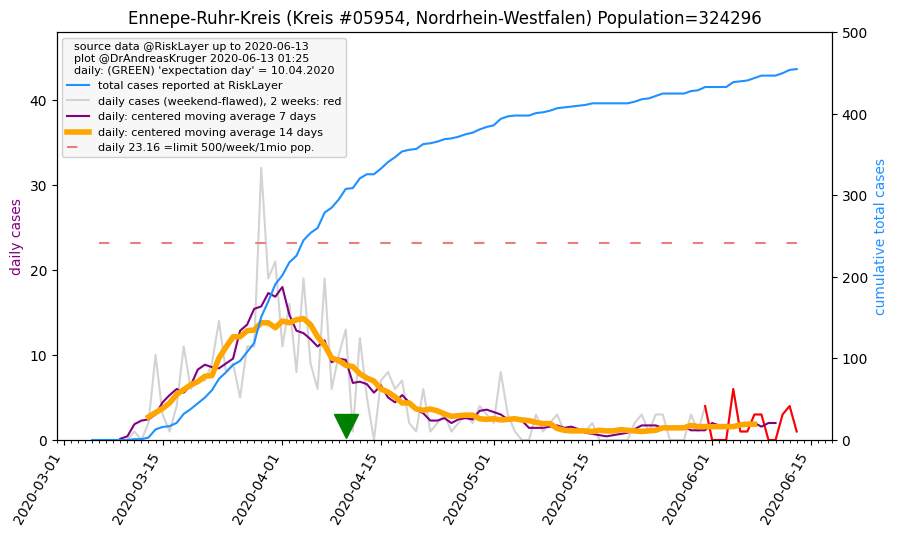 Ennepe-Ruhr-Kreis (Kreis #05954, Nordrhein-Westfalen) Population=324296
source data @RiskLayer up to 2020-06-13
plot @DrAndreasKruger 2020-06-13 01:25
daily: (GREEN) 'expectation day' = 10.04.2020
total cases reported at RiskLayer
daily cases (weekend-flawed), 2 weeks: red
daily: centered moving average 7 days
daily: centered moving average 14 days
daily 23.16 =limit 500/week/1mio pop.
daily cases
40
30
20
10
0
500
400
300
200
100
0
cumulative total cases
2020-03-01
2020-03-15
2020-04-01
2020-04-15
2020-05-01
2020-05-15
2020-06-01
2020-06-15